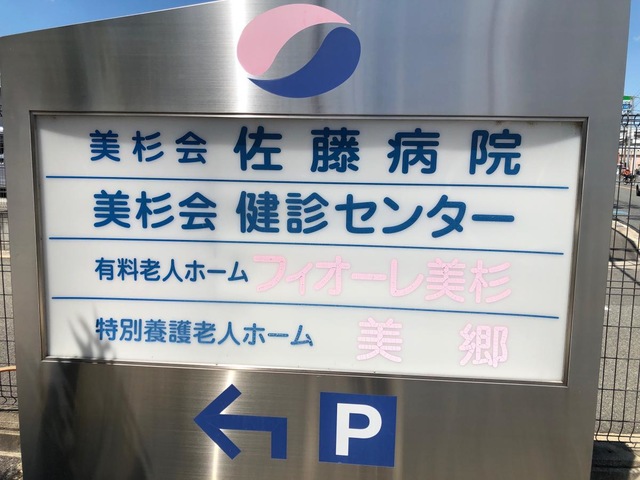 美杉会 佐藤病院
美杉会 健診センター
有料老人ホーム フィオーレ美杉
特別養護老人ホーム 美郷
P